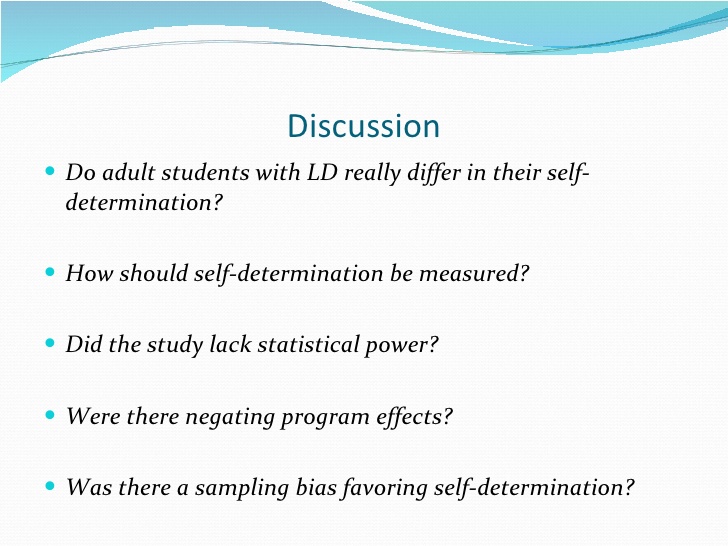 Discussion
• Do adult students with LD really differ in their self-
determination?
• How should self-determination be measured?
• Did the study lack statistical power?
• Were there negating program effects?
• Was there a sampling bias favoring self-determination?